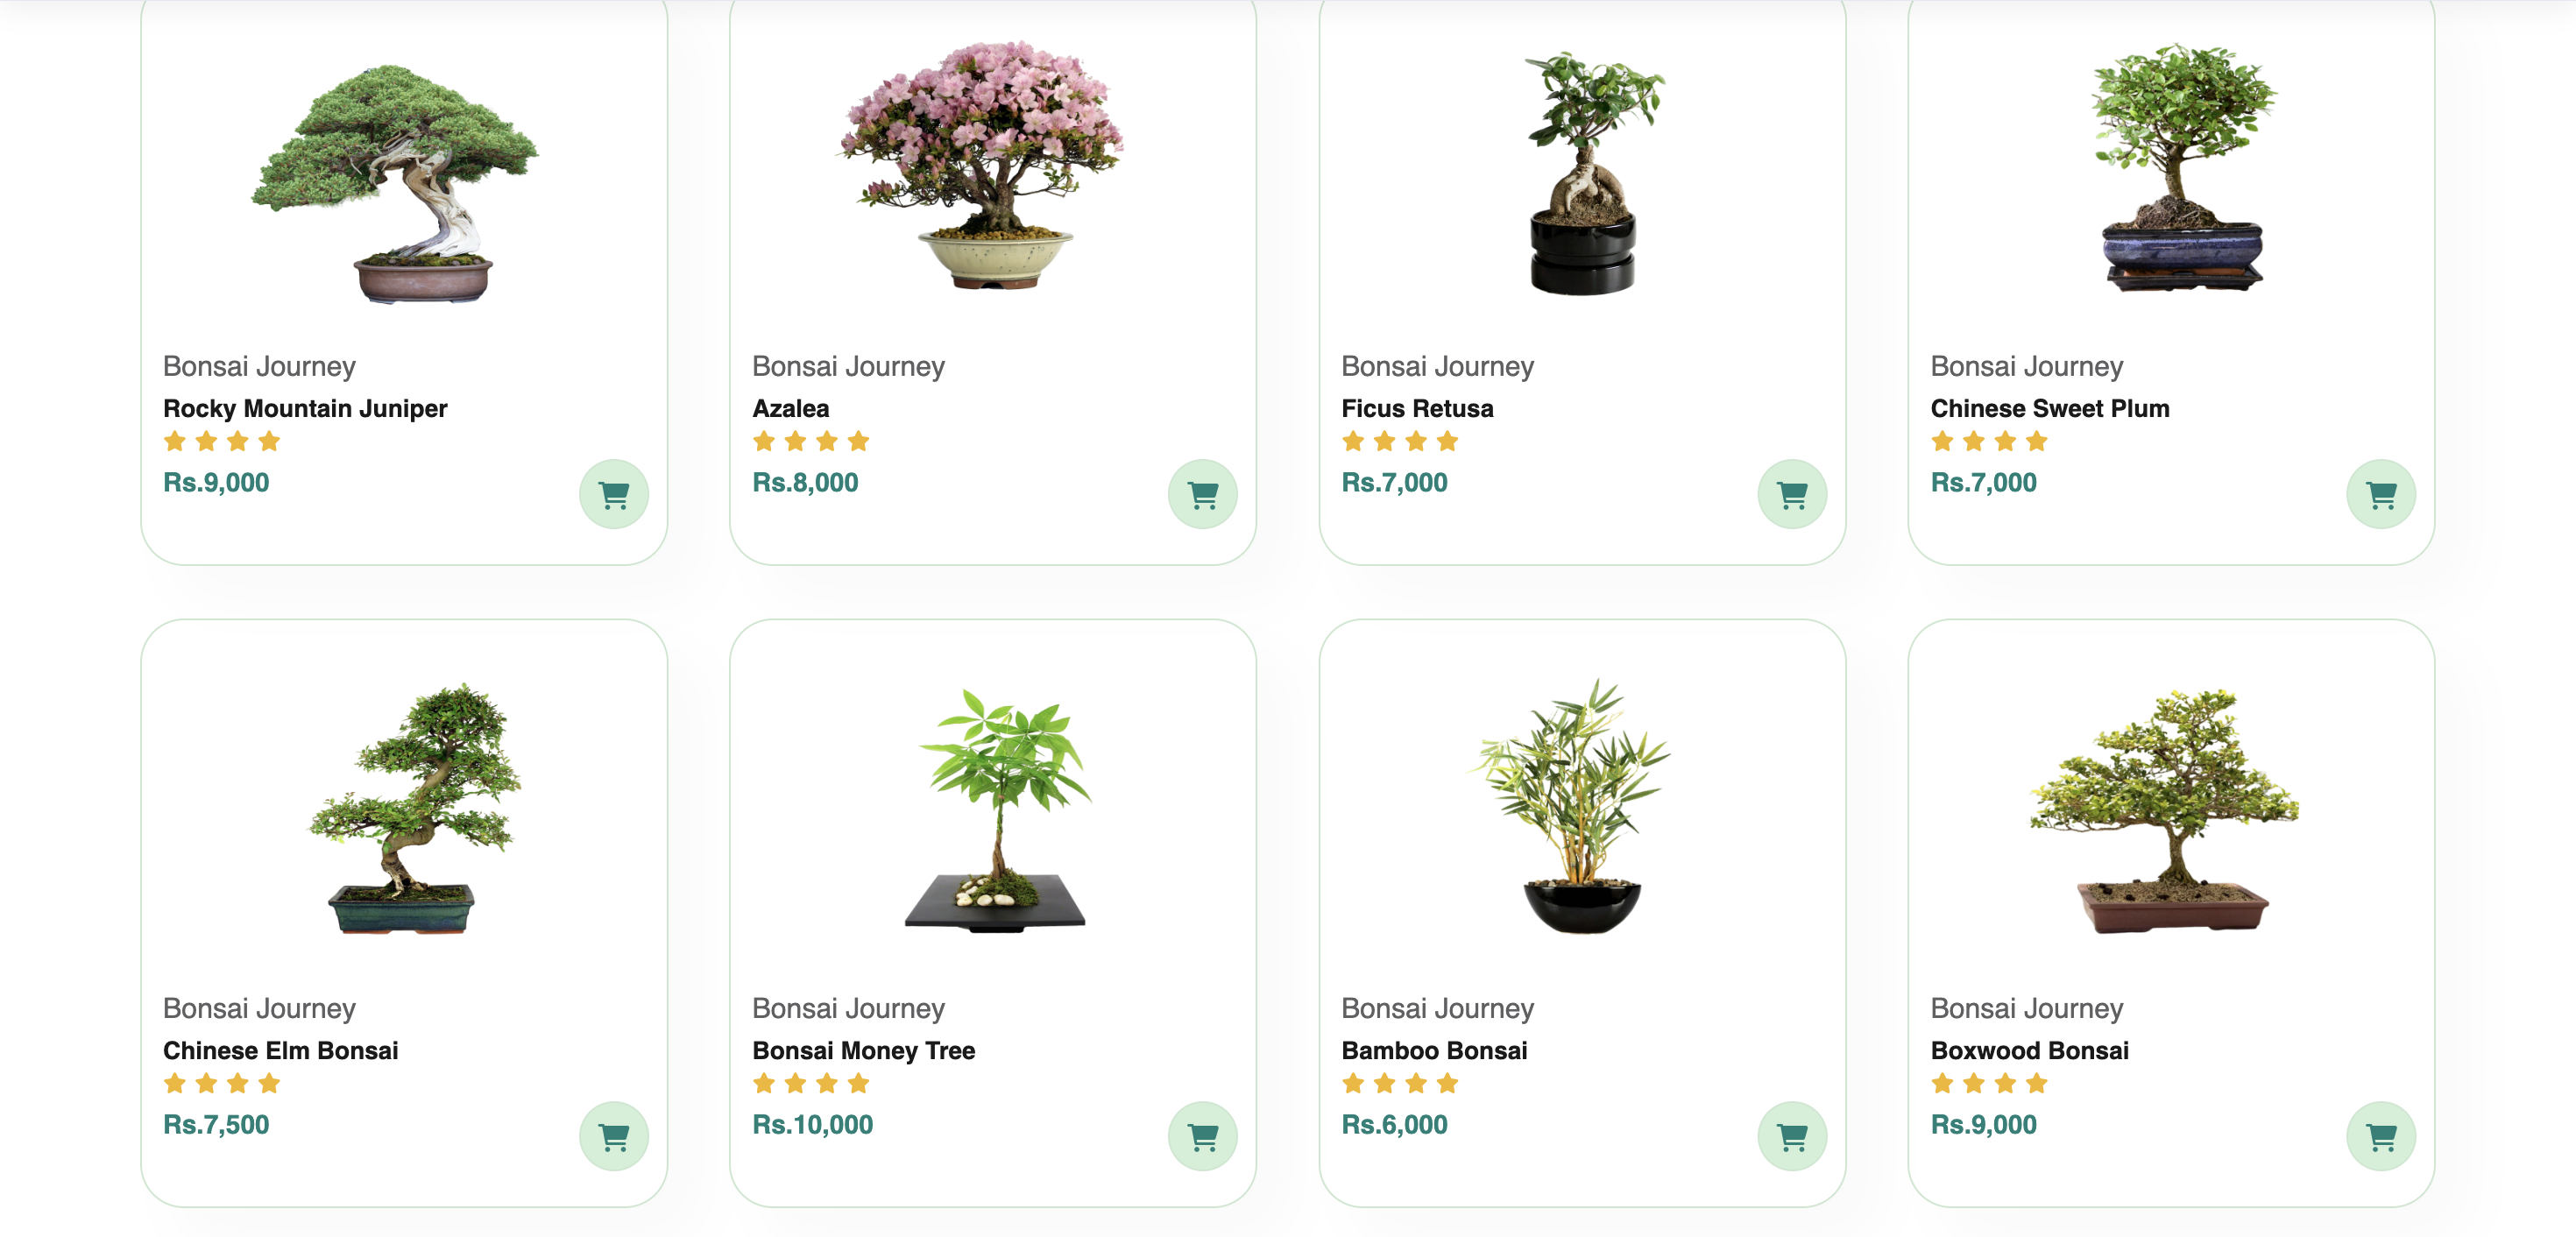 Bonsai Journey
Rocky Mountain Juniper
Rs.9,000
Bonsai Journey
Azalea
Rs.8,000
Bonsai Journey
Ficus Retusa
Rs.7,000
Bonsai Journey
Chinese Sweet Plum
Rs.7,000
Bonsai Journey
Chinese Elm Bonsai
Rs.7,500
Bonsai Journey
Bonsai Money Tree
Rs.10,000
Bonsai Journey
Bamboo Bonsai
Rs.6,000
Bonsai Journey
Boxwood Bonsai
Rs.9,000